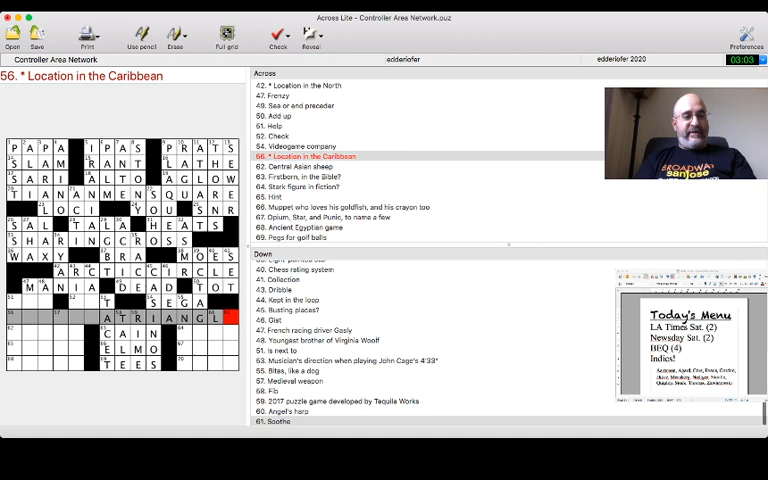 Across Lite - Controller Area Network.puz
Open
Save
Print
Use pencil
Erase
Full grid
Check
Reveal
Preferences
Controller Area Network
edderiofer
edderiofer 2020
03:03
56. * Location in the Caribbean
Across
42. * Location in the North
47. Frenzy
49. Sea or end preceder
50. Add up
51. Help
52. Check
54. Videogame company
56. * Location in the Caribbean
62. Central Asian sheep
63. Firstborn, in the Bible?
64. Stark figure in fiction?
65. Hint
66. Muppet who loves his goldfish, and his crayon too
67. Opium, Star, and Punic, to name a few
68. Ancient Egyptian game
69. Pegs for golf balls
Down
40. Chess rating system
41. Collection
43. Dribble
44. Kept in the loop
45. Busting places?
46. Gist
47. French racing driver Gasly
48. Youngest brother of Virginia Woolf
51. Is next to
53. Musician's direction when playing John Cage's 4'33"
55. Bites, like a dog
57. Medieval weapon
58. Fib
59. 2017 puzzle game developed by Tequila Works
60. Angel's harp
61. Soothe
PAPA IPAS PRATS
SLAM RANT LATHE
SARI ALTO AGLOW
TIANANMENSQUARE
LOCI YOU SNR
SAL TALA HEATS
SHARINGCROSS
WAXY BRA MOES
ARCTICCIRCLE
MANIA DEAD TOT
T SEGA
ATRIANGL
CAIN
ELMO
TEES
BROADWAY
sanjose
Today's Menu
LA Times Sat. (2)
Newsday Sat. (2)
BEQ (4)
Indies!